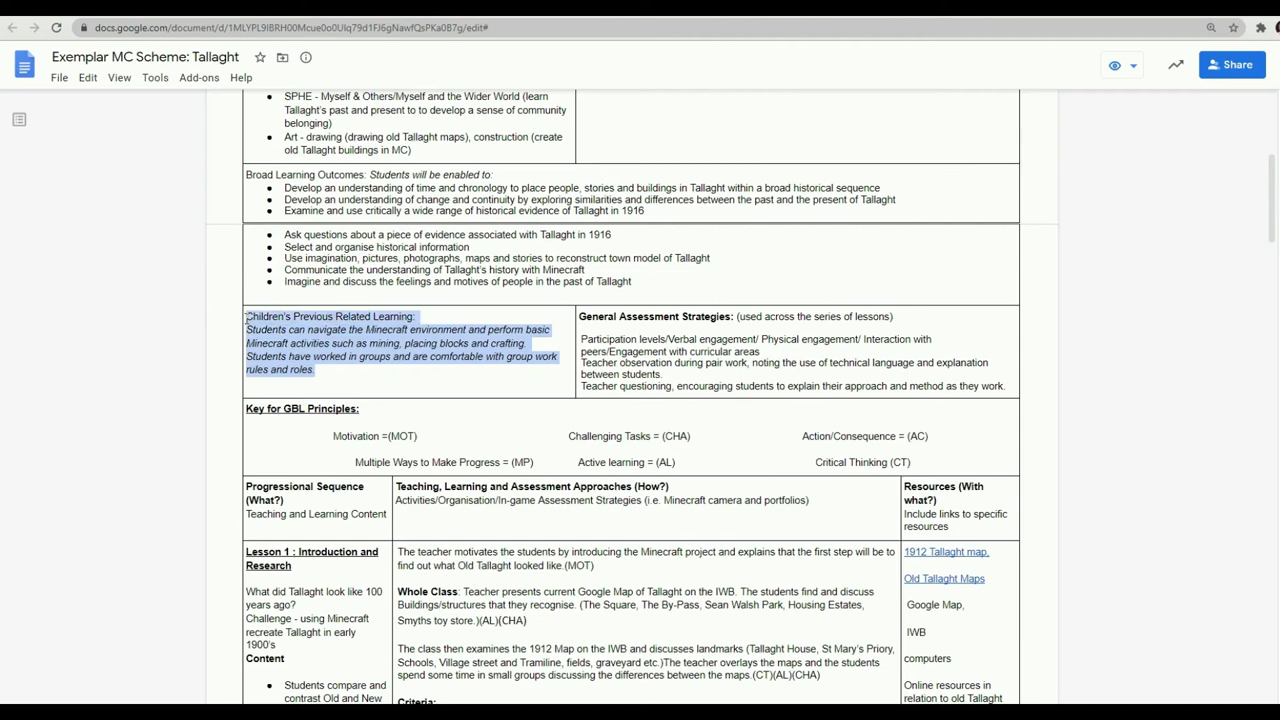 docs.google.com/document/d/1MLYPL9IBRH00Mcue0o0UIq79d1FJ6gNawfQsPKa0B7g/edit#
Exemplar MC Scheme: Tallaght
File Edit View Tools Add-ons Help
Share
SPHE - Myself & Others/Myself and the Wider World (learn
Tallaght's past and present to to develop a sense of community
belonging)
Art - drawing (drawing old Tallaght maps), construction (create
old Tallaght buildings in MC)
Broad Learning Outcomes: Students will be enabled to:
Develop an understanding of time and chronology to place people, stories and buildings in Tallaght within a broad historical sequence
Develop an understanding of change and continuity by exploring similarities and differences between the past and the present of Tallaght
Examine and use critically a wide range of historical evidence of Tallaght in 1916
Ask questions about a piece of evidence associated with Tallaght in 1916
Select and organise historical information
Use imagination, pictures, photographs, maps and stories to reconstruct town model of Tallaght
Communicate the understanding of Tallaght's history with Minecraft
Imagine and discuss the feelings and motives of people in the past of Tallaght
Children's Previous Related Learning:
Students can navigate the Minecraft environment and perform basic
Minecraft activities such as mining, placing blocks and crafting.
Students have worked in groups and are comfortable with group work
rules and roles.
General Assessment Strategies: (used across the series of lessons)
Participation levels/Verbal engagement/ Physical engagement/ Interaction with
peers/Engagement with curricular areas
Teacher observation during pair work, noting the use of technical language and explanation
between students.
Teacher questioning, encouraging students to explain their approach and method as they work.
Key for GBL Principles:
Motivation =(MOT) Challenging Tasks = (CHA) Action/Consequence = (AC)
Multiple Ways to Make Progress = (MP) Active learning = (AL) Critical Thinking (CT)
Progressional Sequence
(What?)
Teaching and Learning Content
Teaching, Learning and Assessment Approaches (How?)
Activities/Organisation/In-game Assessment Strategies (i.e. Minecraft camera and portfolios)
Resources (With
what?)
Include links to specific
resources
Lesson 1 : Introduction and
Research
What did Tallaght look like 100
years ago?
Challenge - using Minecraft
recreate Tallaght in early
1900's
Content
Students compare and
contrast Old and New
The teacher motivates the students by introducing the Minecraft project and explains that the first step will be to
find out what Old Tallaght looked like.(MOT)
Whole Class: Teacher presents current Google Map of Tallaght on the IWB. The students find and discuss
Buildings/structures that they recognise. (The Square, The By-Pass, Sean Walsh Park, Housing Estates,
Smyths toy store.)(AL)(CHA)
The class then examines the 1912 Map on the IWB and discusses landmarks (Tallaght House, St Mary's Priory,
Schools, Village street and Tramiline, fields, graveyard etc.)The teacher overlays the maps and the students
spend some time in small groups discussing the differences between the maps.(CT)(AL)(CHA)
Criteria:
1912 Tallaght map,
Old Tallaght Maps
Google Map,
IWB
computers
Online resources in
relation to old Tallaght